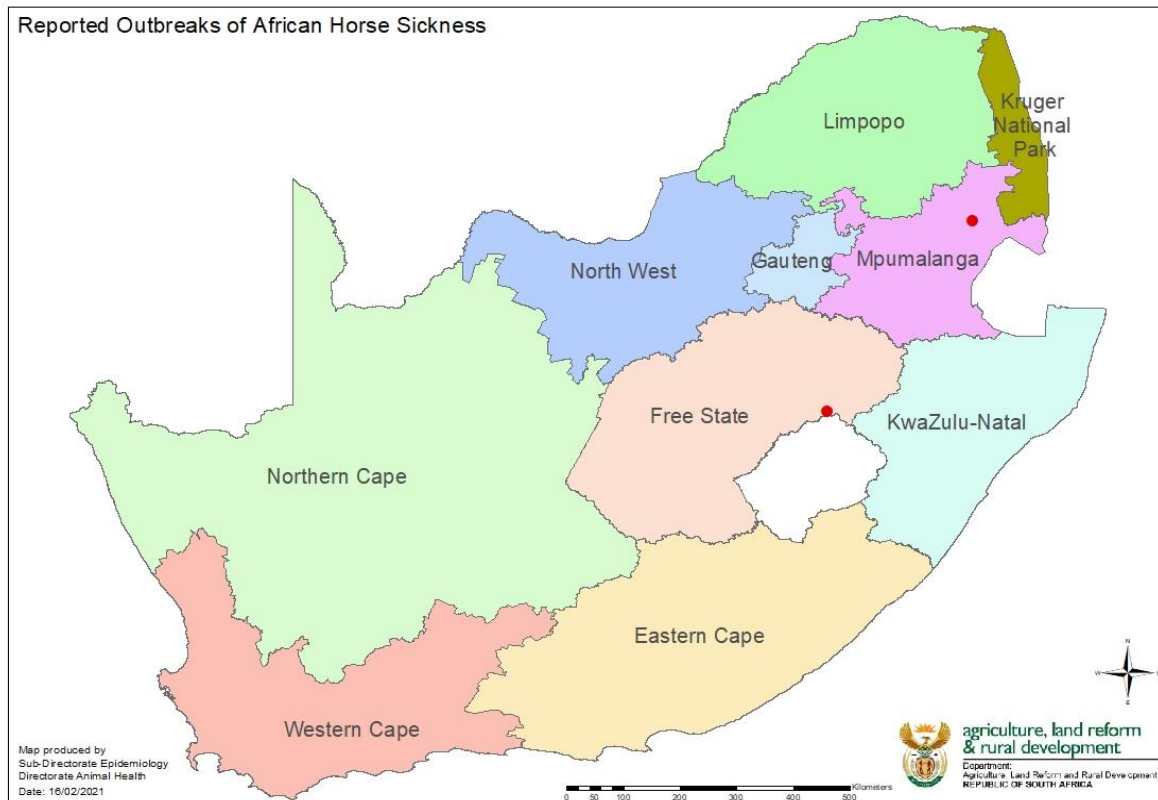 Reported Outbreaks of African Horse Sickness
Limpopo
Kruger
National
Park
North West
Gauteng
Mpumalanga
Free State
KwaZulu-Natal
Northern Cape
Eastern Cape
Western Cape
N
W
S
Map produced by
Sub-Directorate Epidemiology
Directorate Animal Health
Date: 16/02/2021
Kilometers
0 50 100 200 300 400 500
agriculture, land reform
& rural development
Department:
Agriculture, Land Reform and Rural Development
REPUBLIC OF SOUTH AFRICA